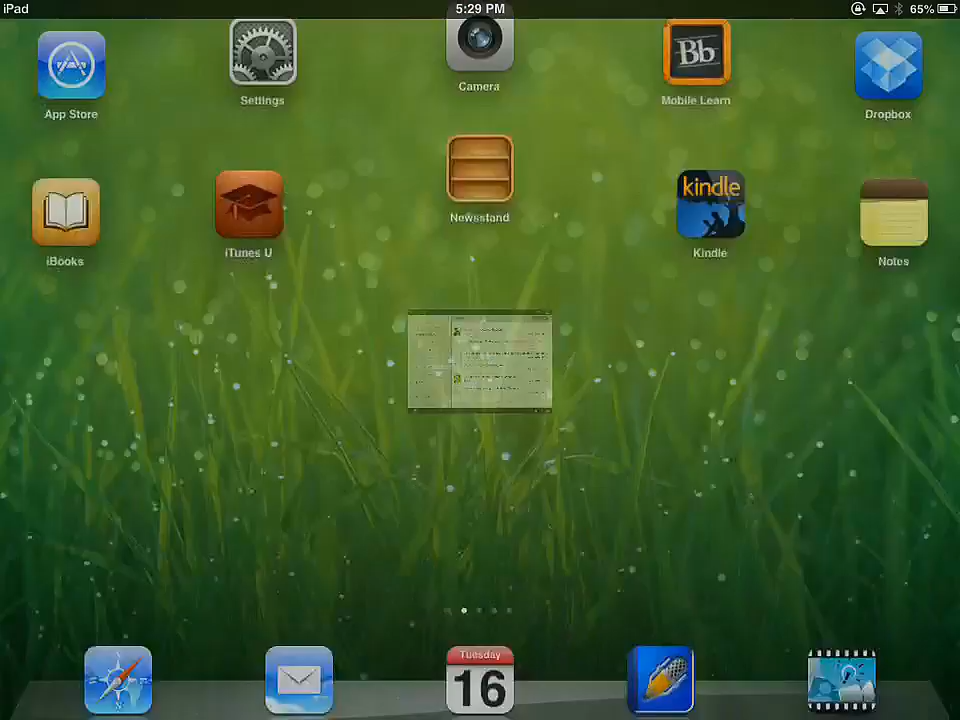 iPad 5:29 PM 65%
App Store Settings Camera Mobile Learn Dropbox
Bb
iBooks iTunes U Newsstand Kindle Notes
kindle
Tuesday
16